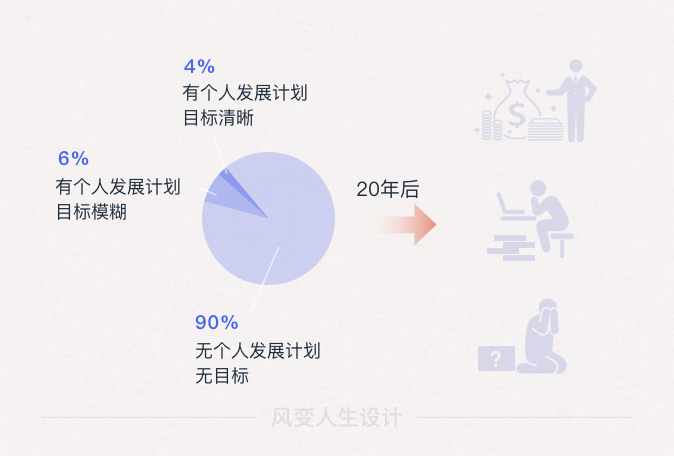 4%
有个人发展计划
目标清晰
6%
有个人发展计划
目标模糊
20年后
$
90%
无个人发展计划
无目标
?
风变人生设计